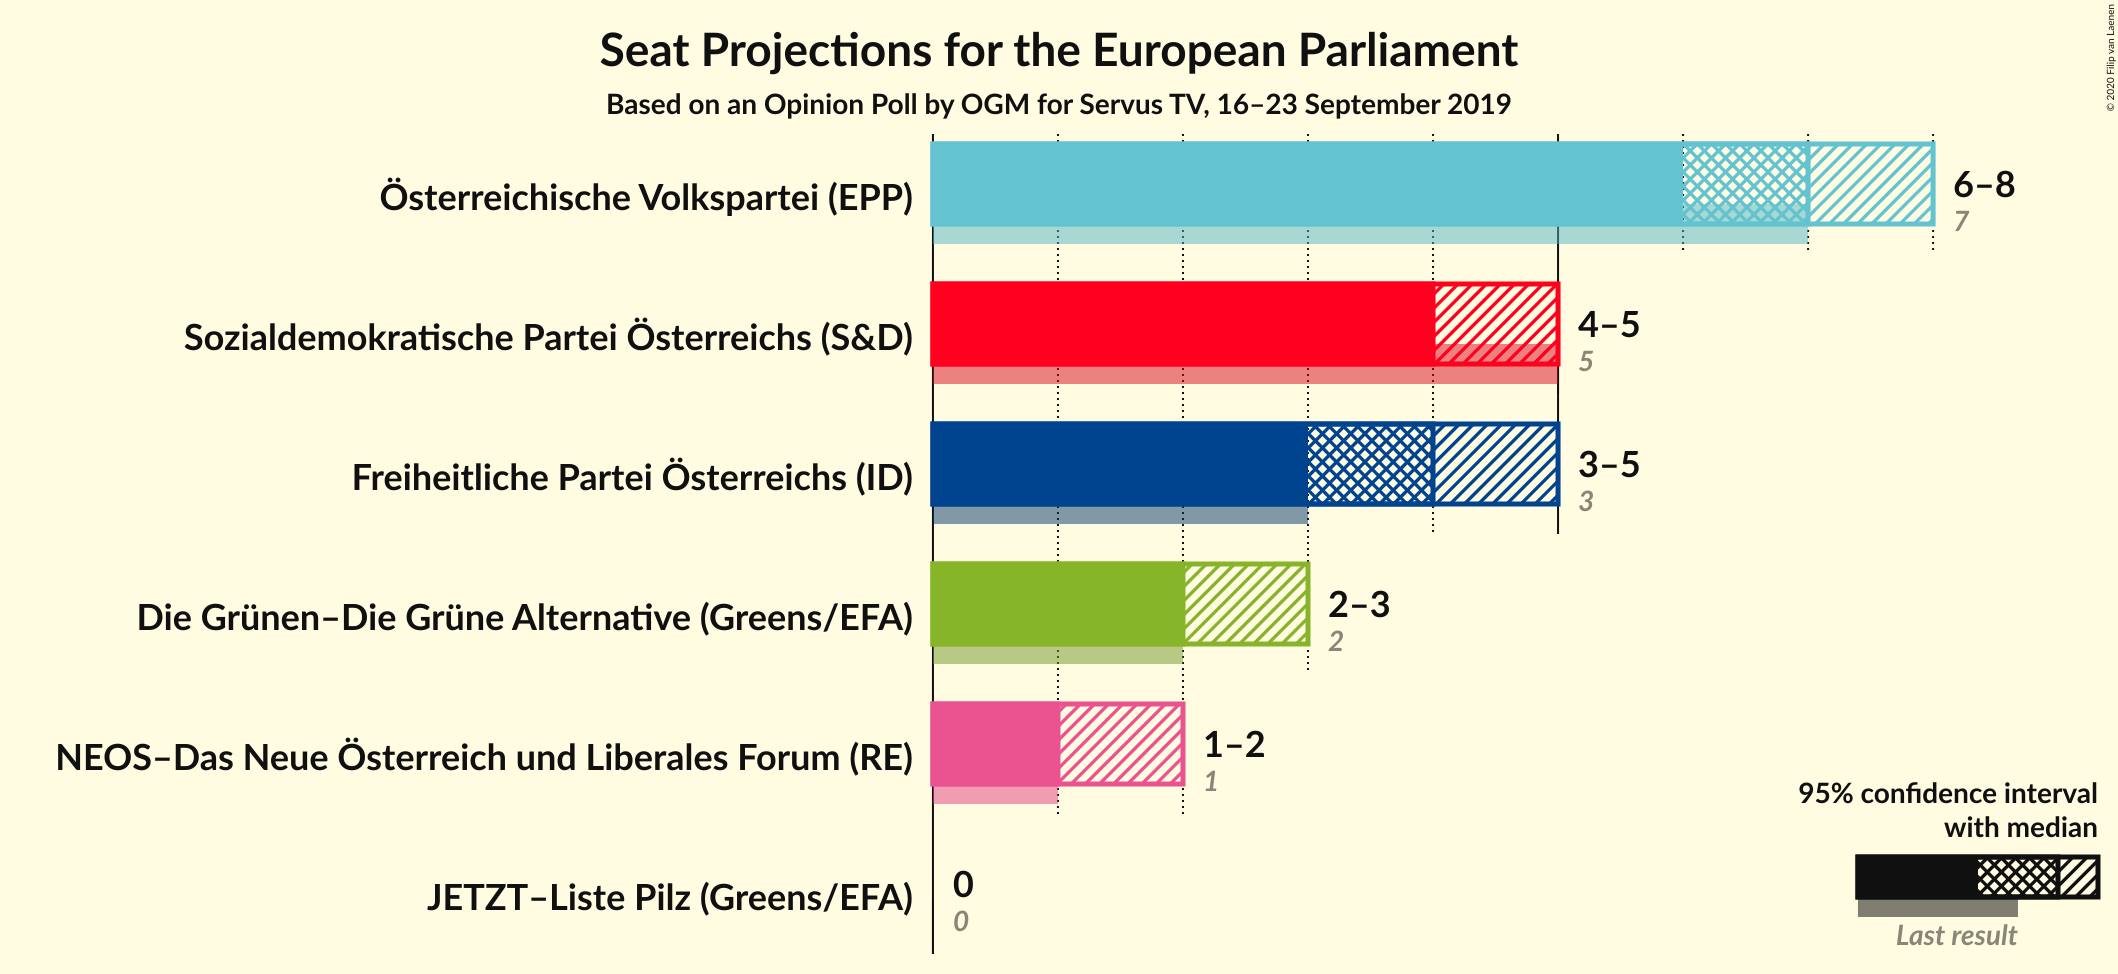 Seat Projections for the European Parliament
Based on an Opinion Poll by OGM for Servus TV, 16–23 September 2019
© 2020 Filip van Laenen
Österreichische Volkspartei (EPP)
6–8
7
Sozialdemokratische Partei Österreichs (S&D)
4–5
5
Freiheitliche Partei Österreichs (ID)
3–5
3
Die Grünen–Die Grüne Alternative (Greens/EFA)
2–3
2
NEOS–Das Neue Österreich und Liberales Forum (RE)
1–2
1
JETZT–Liste Pilz (Greens/EFA)
0
0
95% confidence interval
with median
Last result